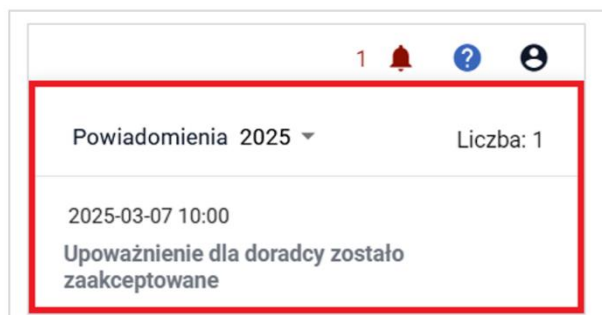 1 ?
Powiadomienia 2025 Liczba: 1
2025-03-07 10:00
Upoważnienie dla doradcy zostało
zaakceptowane